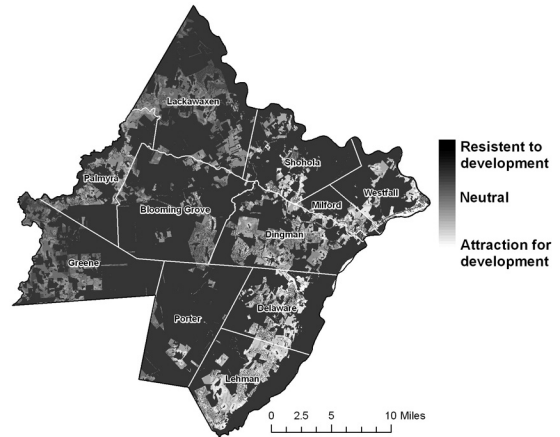 Lackawaxen
Shohola
Palmyra
Westfall
Milford
Blooming Grove
Dingman
Greene
Delaware
Porter
Lehman
Resistent to
development
Neutral
Attraction for
development
0 2.5 5 10 Miles